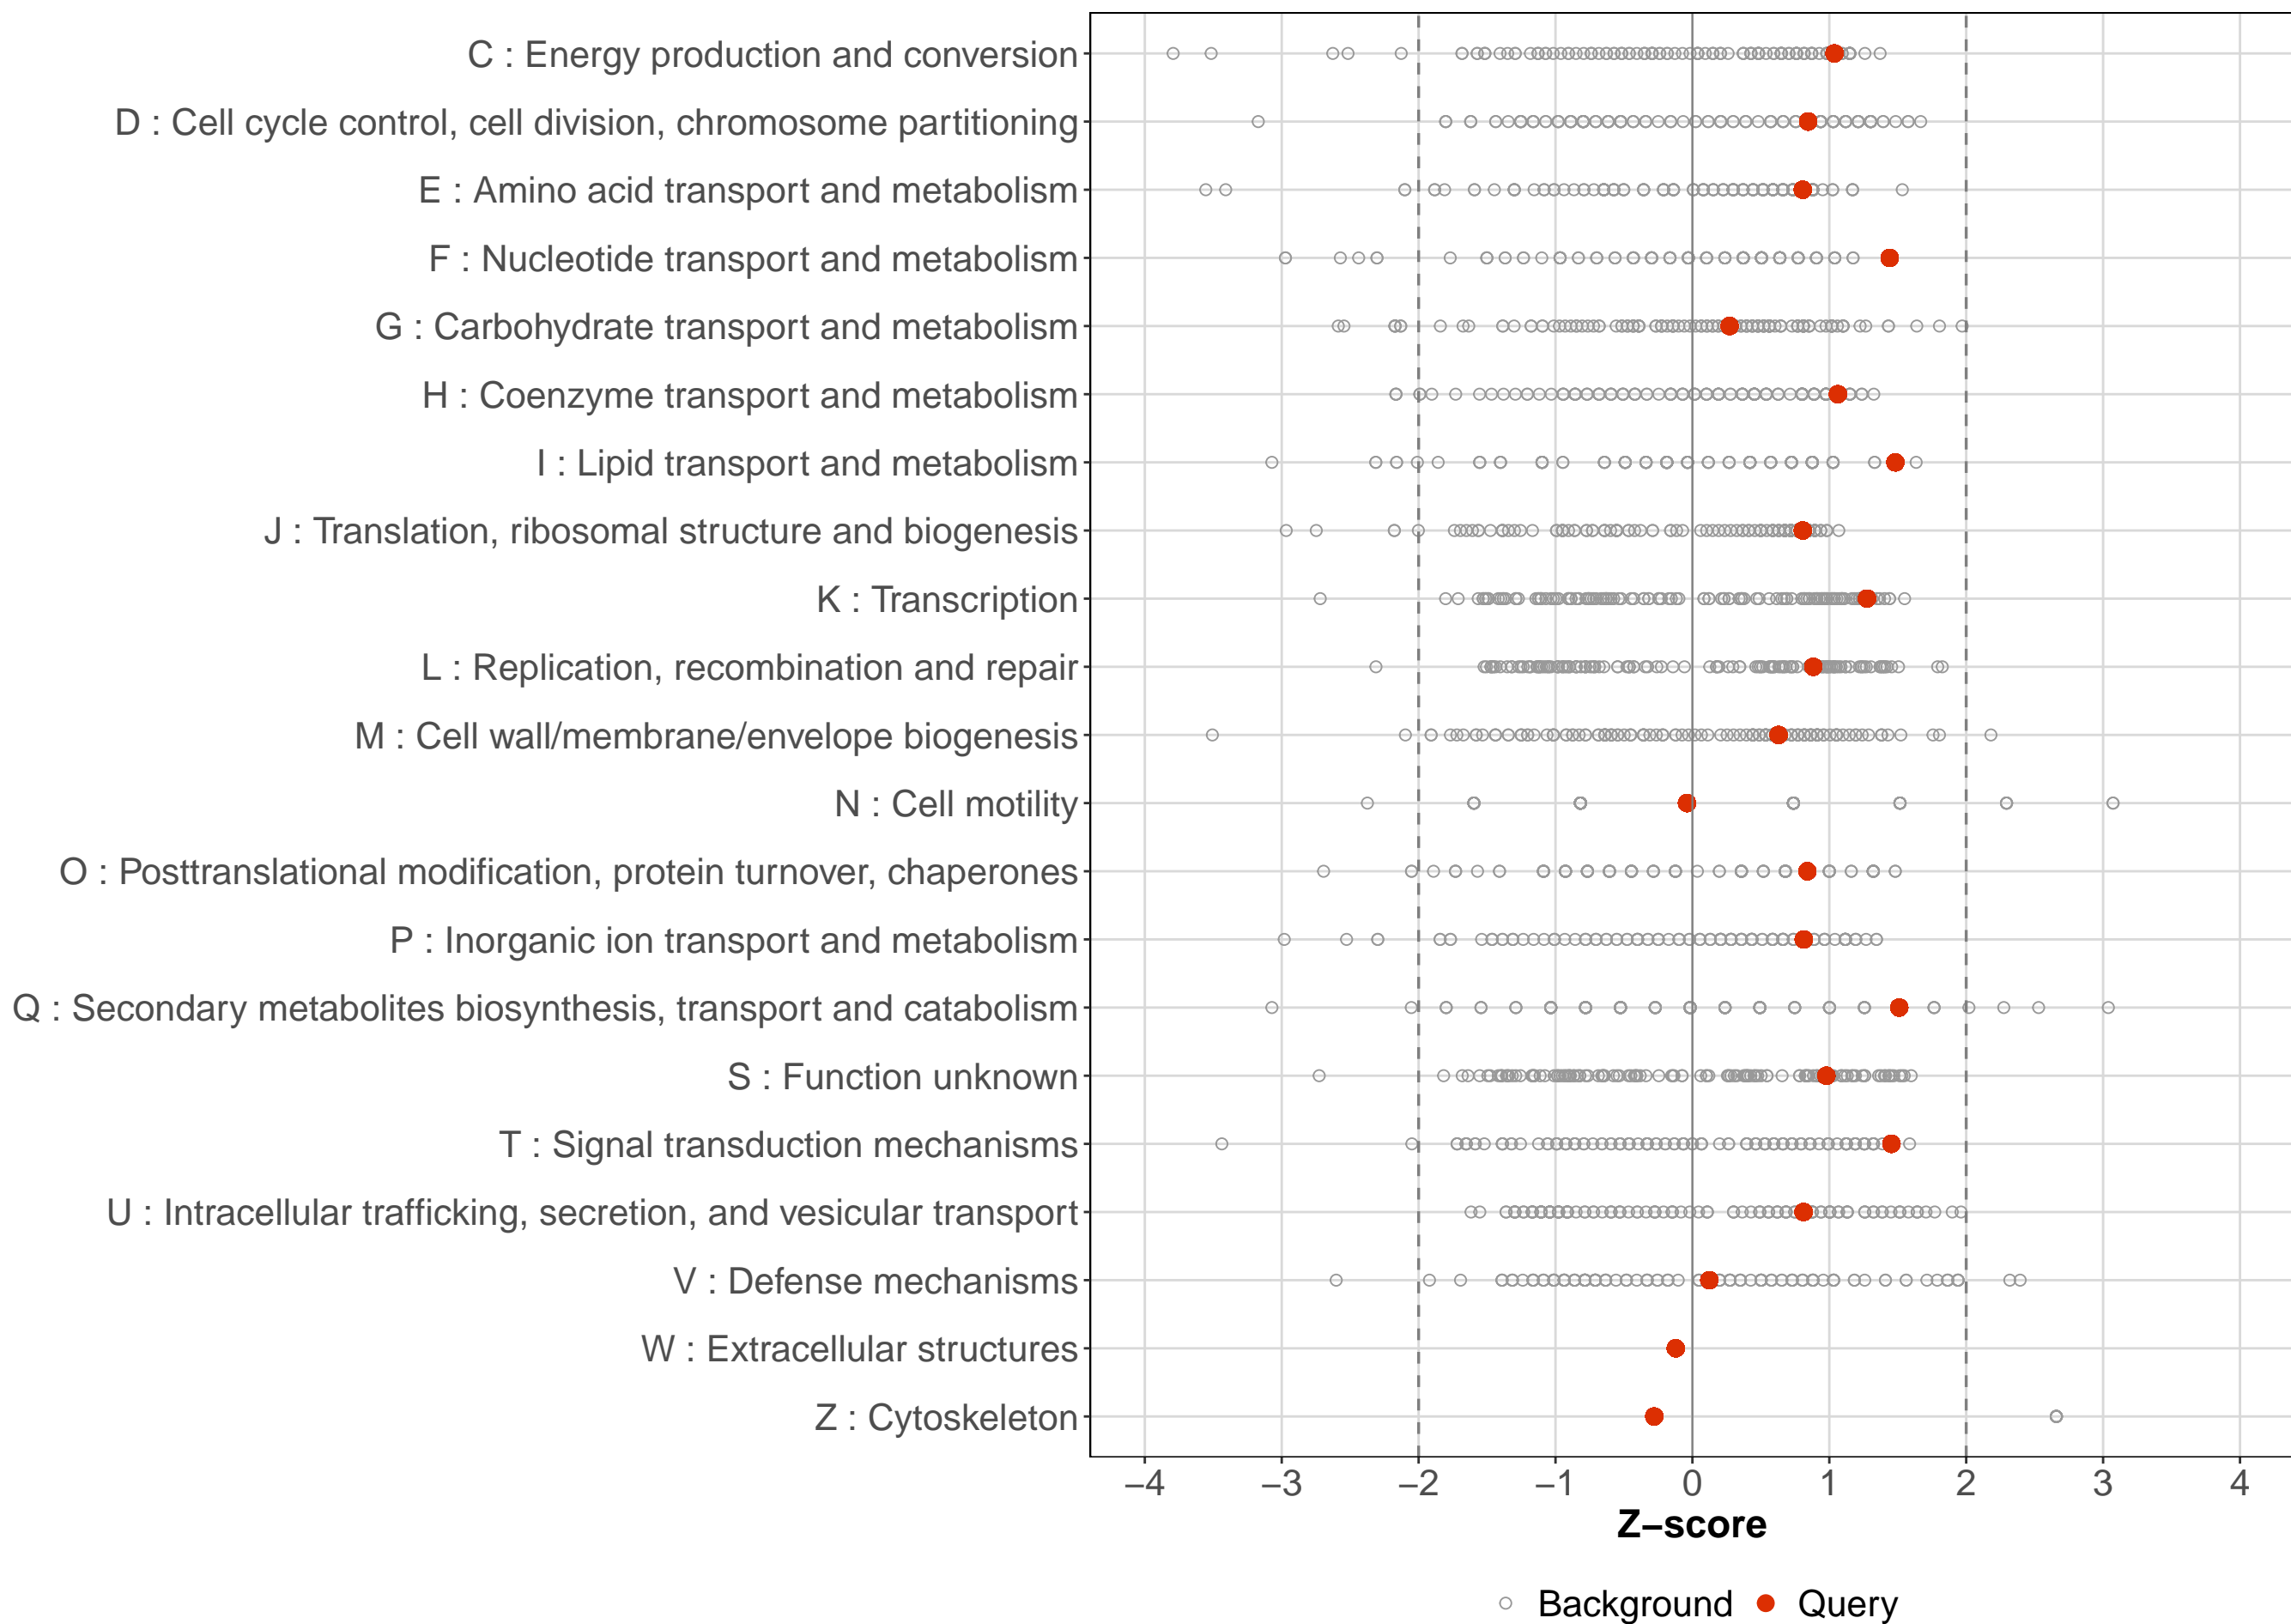 C : Energy production and conversion
D : Cell cycle control, cell division, chromosome partitioning
E : Amino acid transport and metabolism
F : Nucleotide transport and metabolism
G : Carbohydrate transport and metabolism
H : Coenzyme transport and metabolism
I : Lipid transport and metabolism
J : Translation, ribosomal structure and biogenesis
K : Transcription
L : Replication, recombination and repair
M : Cell wall/membrane/envelope biogenesis
N : Cell motility
O : Posttranslational modification, protein turnover, chaperones
P : Inorganic ion transport and metabolism
Q : Secondary metabolites biosynthesis, transport and catabolism
S : Function unknown
T : Signal transduction mechanisms
U : Intracellular trafficking, secretion, and vesicular transport
V : Defense mechanisms
W : Extracellular structures
Z : Cytoskeleton
−4 −3 −2 −1 0 1 2 3 4
Z−score
Background Query